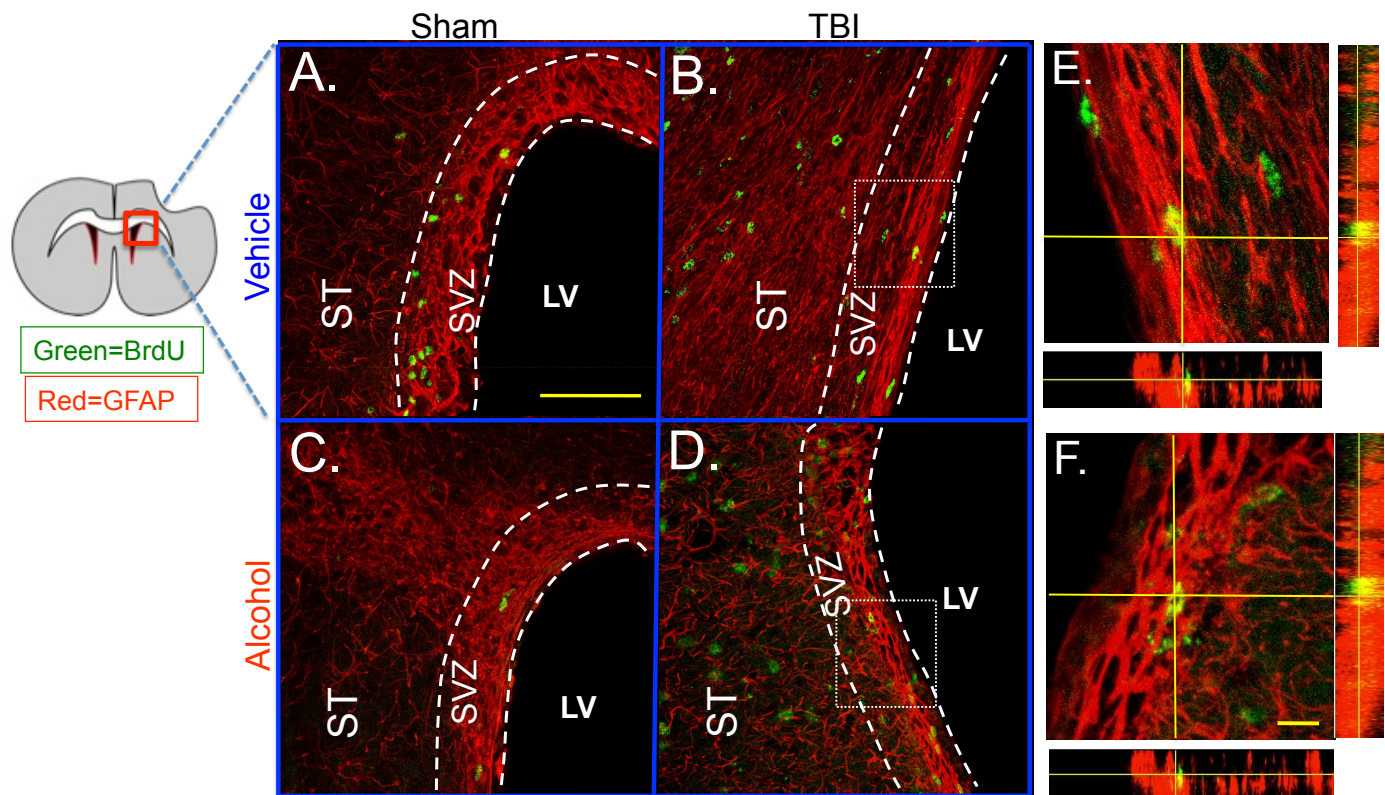 Sham
TBI
Vehicle
Alcohol
Green=BrdU
Red=GFAP
A.
ST
SVZ
LV
B.
ST
SVZ
LV
E.
C.
ST
SVZ
LV
D.
ST
SVZ
LV
F.